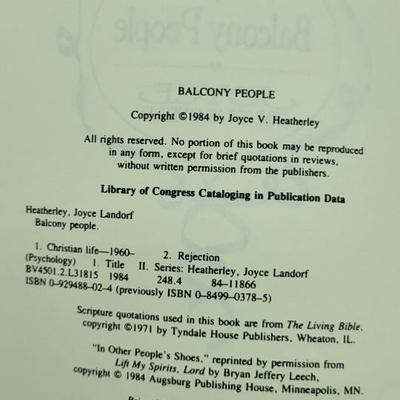 Balcony People
BALCONY PEOPLE
Copyright ©1984 by Joyce V. Heatherley
All rights reserved. No portion of this book may be reproduced
in any form, except for brief quotations in reviews,
without written permission from the publishers.
Library of Congress Cataloging in Publication Data
Heatherley, Joyce Landorf
Balcony people.
1. Christian life—1960– 2. Rejection
(Psychology) I. Title II. Series: Heatherley, Joyce Landorf
BV4501.2.L31815 1984 248.4 84–11866
ISBN 0–929488–02–4 (previously ISBN 0–8499–0378–5)
Scripture quotations used in this book are from The Living Bible,
copyright ©1971 by Tyndale House Publishers, Wheaton, IL.
"In Other People's Shoes," reprinted by permission from
Lift My Spirits, Lord by Bryan Jeffery Leech,
copyright © 1984 Augsburg Publishing House, Minneapolis, MN.